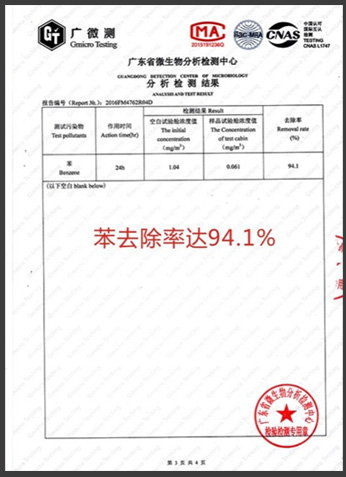 广微测
Gmicro Testing
MA
2015191236Q
ilac-MRA
CNAS
中国认可
国际互认
检测
TESTING
CNAS L1747
广东省微生物分析检测中心
GUANGDONG DETECTION CENTER OF MICROBIOLOGY
分析检测结果
ANALYSIS AND TEST RESULT
报告编号(Report №.): 2016FM4762R04D
检测结果 Result
测试污染物
Test pollutants
作用时间
Action time(hr)
空白试验舱浓度值
The initial
concentration
(mg/m³)
样品试验舱浓度值
The Concentration
of test cabin
(mg/m³)
去除率
Removal rate
(%)
苯
Benzene
24h
1.04
0.061
94.1
(以下空白 blank below)
苯去除率达94.1%
广东省微生物分析检测中心
检验检测专用章
第 3 页 共 4 页